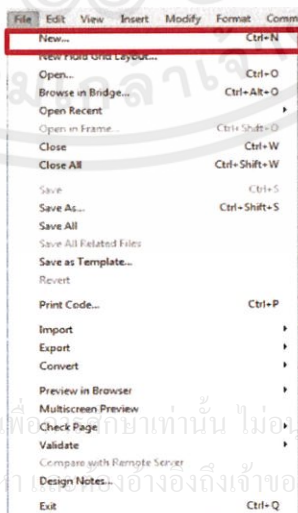 File Edit View Insert Modify Format Comm
New... Ctrl+N
New Fluid Grid Layout...
Open... Ctrl+O
Browse in Bridge... Ctrl+Alt+O
Open Recent
Open in Frame... Ctrl+Shift+O
Close Ctrl+W
Close All Ctrl+Shift+W
Save Ctrl+S
Save As... Ctrl+Shift+S
Save All
Save All Related Files
Save as Template...
Revert
Print Code... Ctrl+P
Import
Export
Convert
Preview in Browser
Multiscreen Preview
Check Page
Validate
Compare with Remote Server
Design Notes...
Exit Ctrl+Q